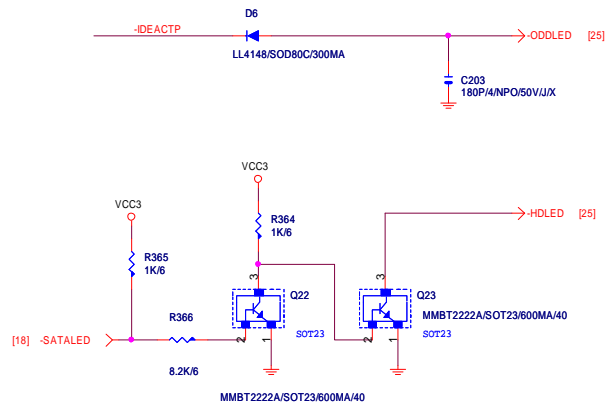 D6
-IDEACTP
-ODDLED [25]
LL4148/SOD80C/300MA
C203
180P/4/NPO/50V/J/X
VCC3
VCC3
R364
1K/6
-HDLED [25]
R365
1K/6
3
3
Q22
Q23
MMBT2222A/SOT23/600MA/40
R366
SOT23
SOT23
[18] -SATALED
2
1
2
1
8.2K/6
MMBT2222A/SOT23/600MA/40